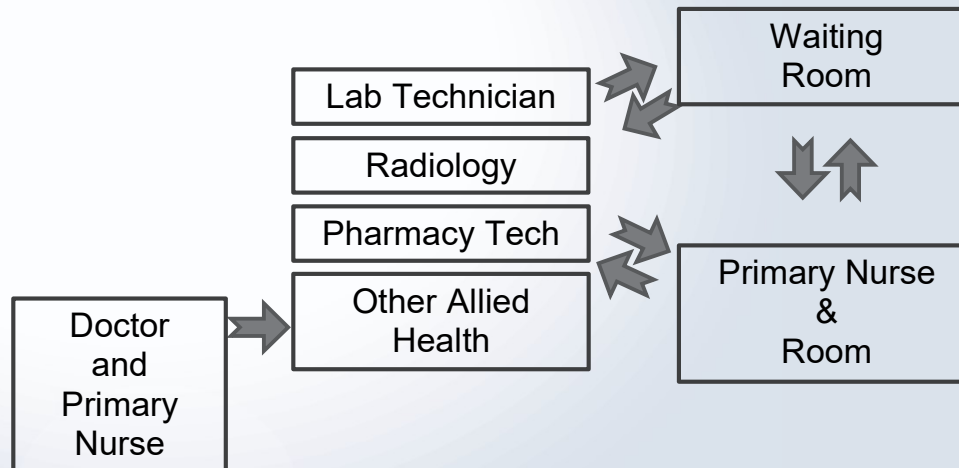 Waiting
Room
Lab Technician
Radiology
Pharmacy Tech
Other Allied
Health
Primary Nurse
&
Room
Doctor
and
Primary
Nurse